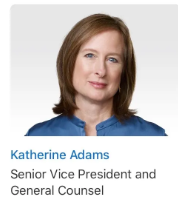 Katherine Adams
Senior Vice President and
General Counsel